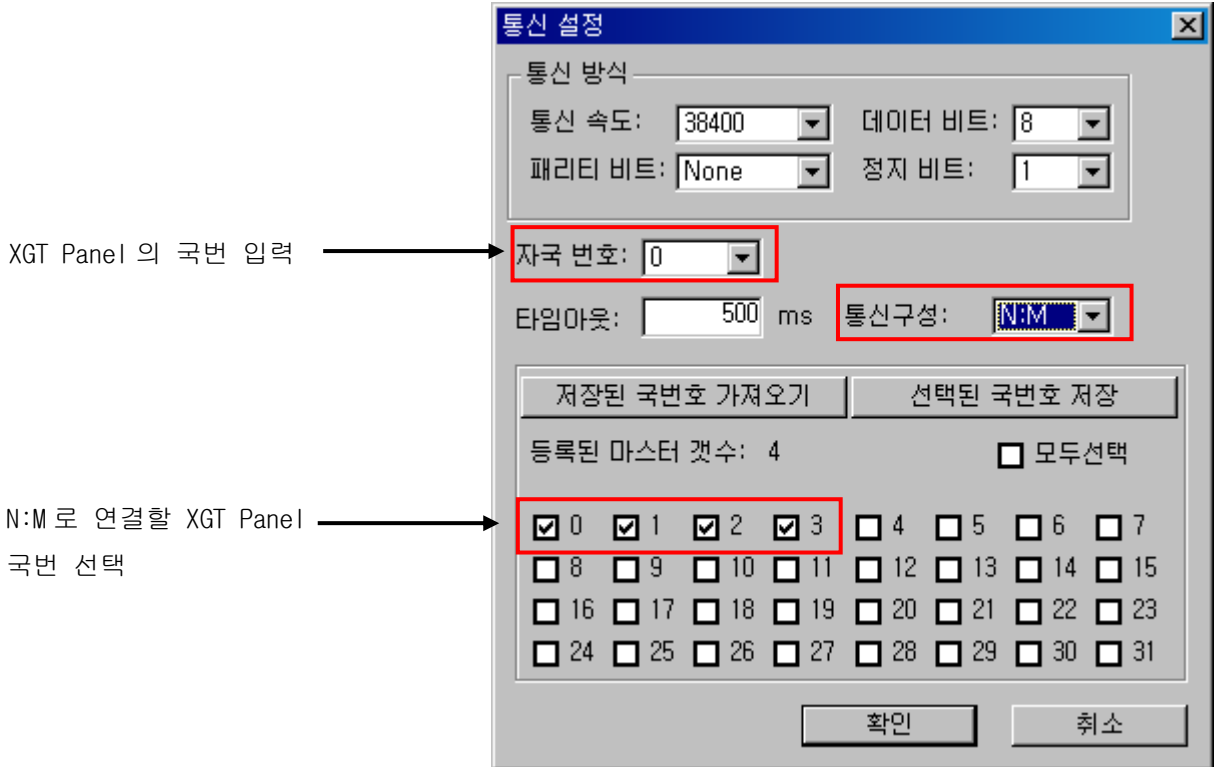 통신 설정
통신 방식
통신 속도: 38400 데이터 비트: 8
패리티 비트: None 정지 비트: 1
XGT Panel 의 국번 입력
자국 번호: 0
타임아웃: 500 ms 통신구성: N:M
저장된 국번호 가져오기 선택된 국번호 저장
등록된 마스터 갯수: 4 모두선택
N:M 로 연결할 XGT Panel
국번 선택
0 1 2 3 4 5 6 7
8 9 10 11 12 13 14 15
16 17 18 19 20 21 22 23
24 25 26 27 28 29 30 31
확인 취소